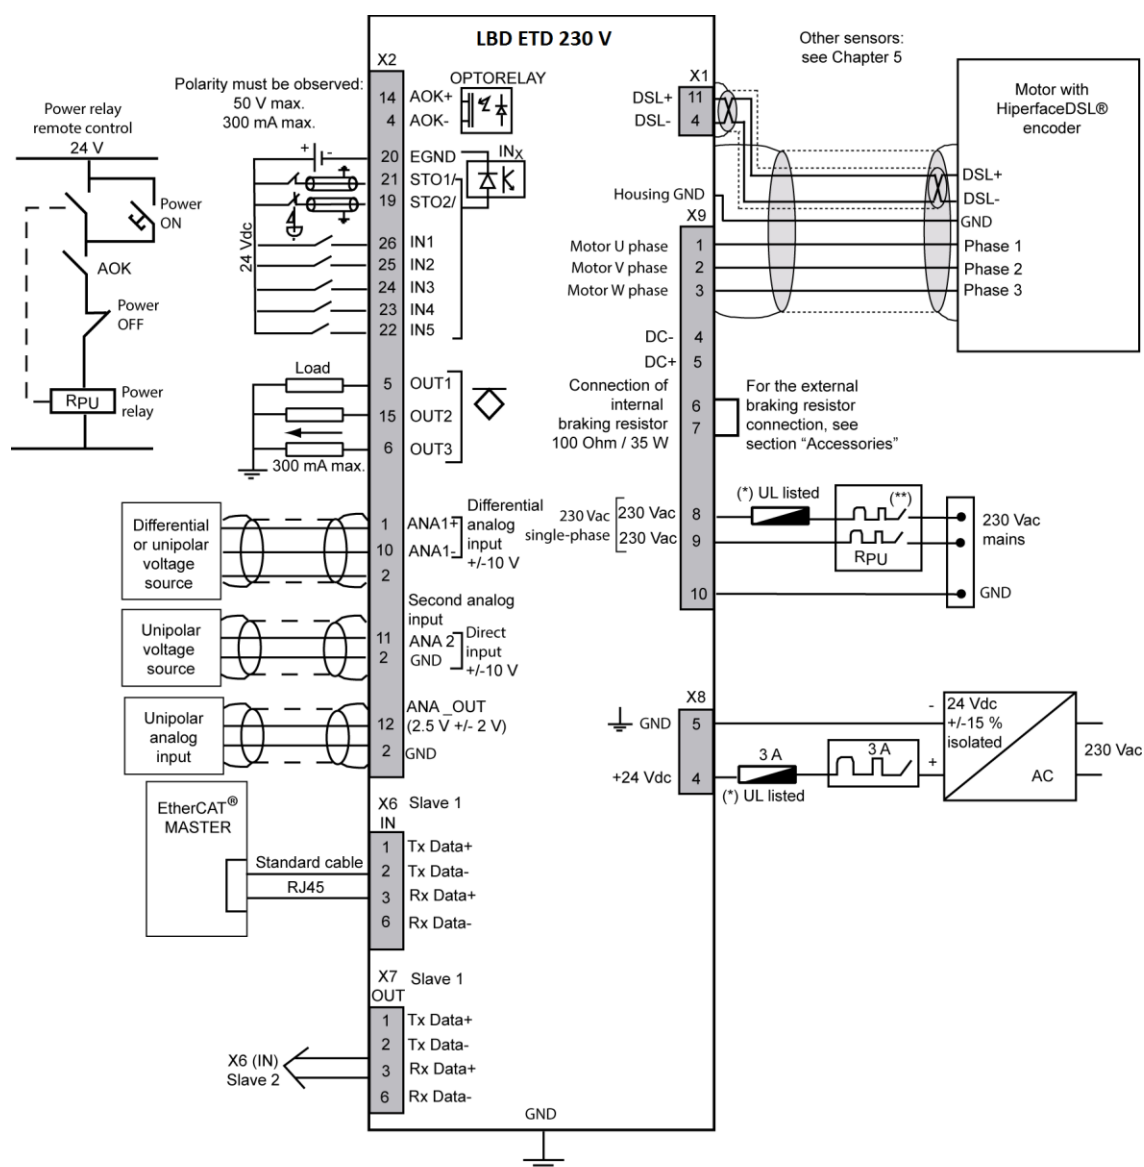 LBD ETD 230 V
Power relay
remote control
24 V
Power
ON
AOK
Power
OFF
RPU
Power
relay
Polarity must be observed:
50 V max.
300 mA max.
+ -
24 Vdc
X2
OPTORELAY
14 AOK+
4 AOK-
INX
20 EGND
21 STO1/
19 STO2/
26 IN1
25 IN2
24 IN3
23 IN4
22 IN5
Load
5 OUT1
15 OUT2
6 OUT3
300 mA max.
Differential
or unipolar
voltage
source
1 ANA1+
10 ANA1-
2
Differential
analog
input
+/-10 V
Unipolar
voltage
source
Second analog
input
11 ANA 2
2 GND
Direct
input
+/-10 V
Unipolar
analog
input
ANA _OUT
12 (2.5 V +/- 2 V)
2 GND
EtherCAT®
MASTER
Standard cable
RJ45
X6 Slave 1
IN
1 Tx Data+
2 Tx Data-
3 Rx Data+
6 Rx Data-
X7 Slave 1
OUT
1 Tx Data+
2 Tx Data-
3 Rx Data+
6 Rx Data-
X6 (IN)
Slave 2
GND
Other sensors:
see Chapter 5
X1
DSL+ 11
DSL- 4
Motor with
HiperfaceDSL®
encoder
DSL+
DSL-
GND
Phase 1
Phase 2
Phase 3
Housing GND
X9
Motor U phase 1
Motor V phase 2
Motor W phase 3
DC- 4
DC+ 5
Connection of
internal
braking resistor
100 Ohm / 35 W
6
7
For the external
braking resistor
connection, see
section “Accessories”
230 Vac
single-phase
230 Vac 8
230 Vac 9
10
(*) UL listed
(**)
RPU
230 Vac
mains
GND
X8
GND 5
+24 Vdc 4
3 A
(*) UL listed
3 A
-
+
24 Vdc
+/-15 %
isolated
AC
230 Vac